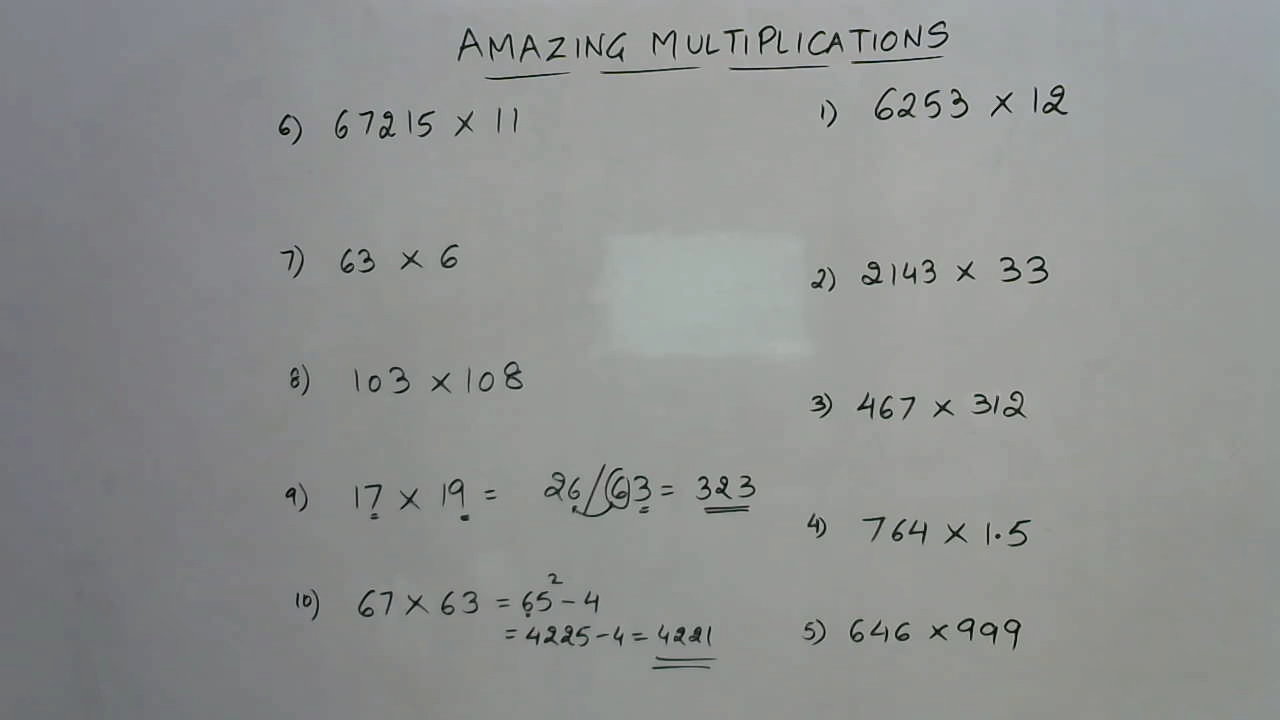 AMAZING MULTIPLICATIONS
6) 67215 × 11
1) 6253 × 12
7) 63 × 6
2) 2143 × 33
8) 103 × 108
3) 467 × 312
9) 17 × 19 = 26/63 = 323
4) 764 × 1.5
10) 67 × 63 = 65² - 4
= 4225 - 4 = 4221
5) 646 × 999